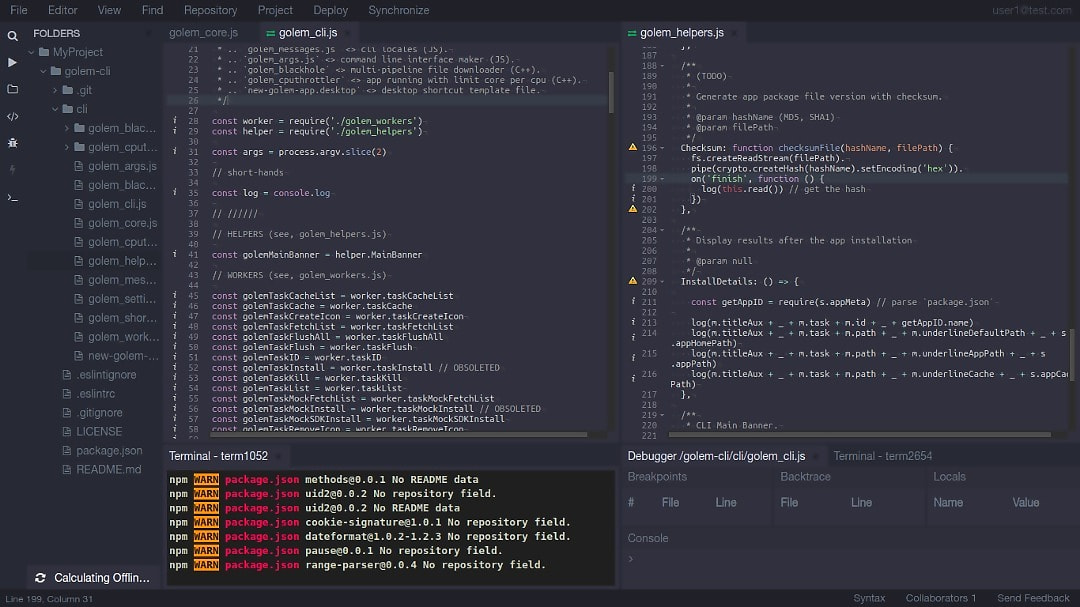 File Editor View Find Repository Project Deploy Synchronize user1@test.com
FOLDERS
MyProject
golem-cli
.git
cli
golem_blac...
golem_cput...
golem_args.js
golem_blac...
golem_cli.js
golem_core.js
golem_cput...
golem_help...
golem_mes...
golem_setti...
golem_shor...
golem_work...
new-golem-...
.eslintignore
.eslintrc
.gitignore
LICENSE
package.json
README.md
Calculating Offlin...
golem_core.js golem_cli.js
21 * .. `golem_messages.js` <> cli locales (JS).
22 * .. `golem_args.js` <> command line interface maker (JS).
23 * .. `golem_blackhole` <> multi-pipeline file downloader (C++).
24 * .. `golem_cputhrottler` <> app running with limit core per cpu (C++).
25 * .. `new-golem-app.desktop` <> desktop shortcut template file.
26 */
27
28 const worker = require('./golem_workers')
29 const helper = require('./golem_helpers')
30
31 const args = process.argv.slice(2)
32
33 // short-hands
34
35 const log = console.log
36
37 // //////
38
39 // HELPERS (see, golem_helpers.js)
40
41 const golemMainBanner = helper.MainBanner
42
43 // WORKERS (see, golem_workers.js)
44
45 const golemTaskCacheList = worker.taskCacheList
46 const golemTaskCache = worker.taskCache
47 const golemTaskCreateIcon = worker.taskCreateIcon
48 const golemTaskFetchList = worker.taskFetchList
49 const golemTaskFlushAll = worker.taskFlushAll
50 const golemTaskFlush = worker.taskFlush
51 const golemTaskID = worker.taskID
52 const golemTaskInstall = worker.taskInstall // OBSOLETED
53 const golemTaskKill = worker.taskKill
54 const golemTaskList = worker.taskList
55 const golemTaskMockFetchList = worker.taskMockFetchList
56 const golemTaskMockInstall = worker.taskMockInstall // OBSOLETED
57 const golemTaskMockSDKInstall = worker.taskMockSDKInstall
58 const golemTaskRemoveIcon = worker.taskRemoveIcon
golem_helpers.js
186 },
187
188 /**
189 * (TODO)
190 *
191 * Generate app package file version with checksum.
192 *
193 * @param hashName (MD5, SHA1)
194 * @param filePath
195 */
196 Checksum: function checksumFile(hashName, filePath) {
197 fs.createReadStream(filePath).
198 pipe(crypto.createHash(hashName).setEncoding('hex')).
199 on('finish', function () {
200 log(this.read()) // get the hash
201 })
202 },
203
204 /**
205 * Display results after the app installation
206 *
207 * @param null
208 */
209 InstallDetails: () => {
210
211 const getAppID = require(s.appMeta) // parse `package.json`
212
213 log(m.titleAux + _ + m.task + m.id + _ + getAppID.name)
214 log(m.titleAux + _ + m.task + m.path + _ + m.underlineDefaultPath + _ + s
.appHomePath)
215 log(m.titleAux + _ + m.task + m.path + _ + m.underlineAppPath + _ + s
.appPath)
216 log(m.titleAux + _ + m.task + m.path + _ + m.underlineCache + _ + s.appCac
Path)
217 },
218
219 /**
220 * CLI Main Banner.
221
Terminal - term1052
npm WARN package.json methods@0.0.1 No README data
npm WARN package.json uid2@0.0.2 No repository field.
npm WARN package.json uid2@0.0.2 No README data
npm WARN package.json cookie-signature@1.0.1 No repository field.
npm WARN package.json dateformat@1.0.2-1.2.3 No repository field.
npm WARN package.json pause@0.0.1 No repository field.
npm WARN package.json range-parser@0.0.4 No repository field.
Debugger /golem-cli/cli/golem_cli.js Terminal - term2654
Breakpoints Backtrace Locals
# File Line File Line Name Value
Console
>
Line 199, Column 31 Syntax Collaborators 1 Send Feedback